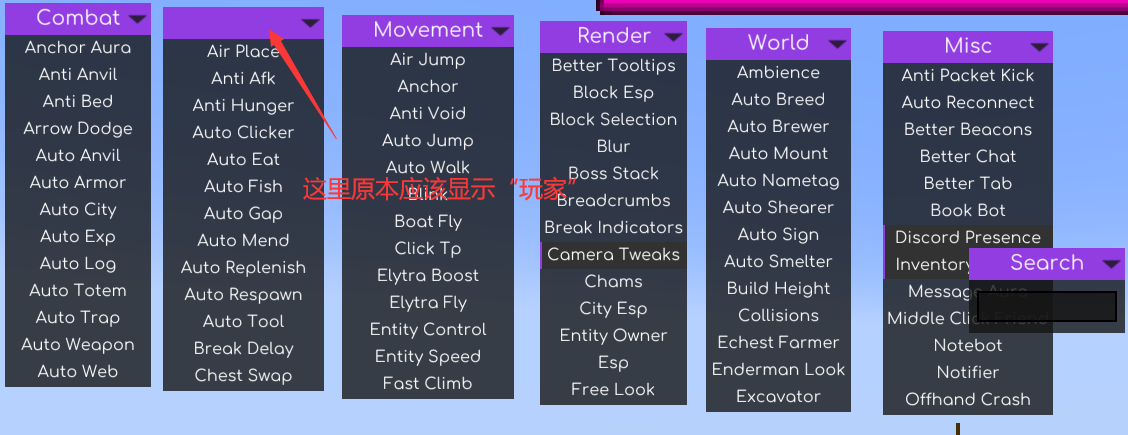 Combat
Anchor Aura
Anti Anvil
Anti Bed
Arrow Dodge
Auto Anvil
Auto Armor
Auto City
Auto Exp
Auto Log
Auto Totem
Auto Trap
Auto Weapon
Auto Web
Air Place
Anti Afk
Anti Hunger
Auto Clicker
Auto Eat
Auto Fish
Auto Gap
Auto Mend
Auto Replenish
Auto Respawn
Auto Tool
Break Delay
Chest Swap
这里原本应该显示“玩家”
Movement
Air Jump
Anchor
Anti Void
Auto Jump
Auto Walk
Blink
Boat Fly
Click Tp
Elytra Boost
Elytra Fly
Entity Control
Entity Speed
Fast Climb
Render
Better Tooltips
Block Esp
Block Selection
Blur
Boss Stack
Breadcrumbs
Break Indicators
Camera Tweaks
Chams
City Esp
Entity Owner
Esp
Free Look
World
Ambience
Auto Breed
Auto Brewer
Auto Mount
Auto Nametag
Auto Shearer
Auto Sign
Auto Smelter
Build Height
Collisions
Echest Farmer
Enderman Look
Excavator
Misc
Anti Packet Kick
Auto Reconnect
Better Beacons
Better Chat
Better Tab
Book Bot
Discord Presence
Inventory
Message Aura
Middle Click Friend
Notebot
Notifier
Offhand Crash
Search